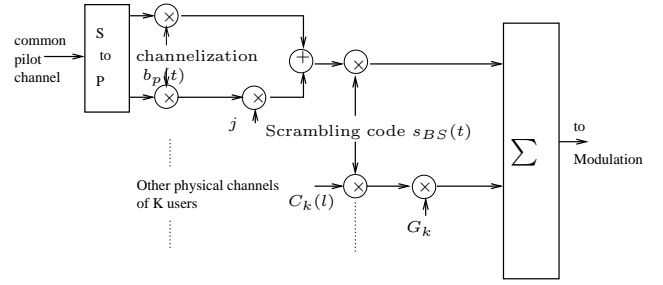 common
pilot
channel
S
to
P
×
channelization
b_p(t)
×
×
j
+
×
Scrambling code s_{BS}(t)
Other physical channels
of K users
C_k(l)
×
×
G_k
∑
to
Modulation